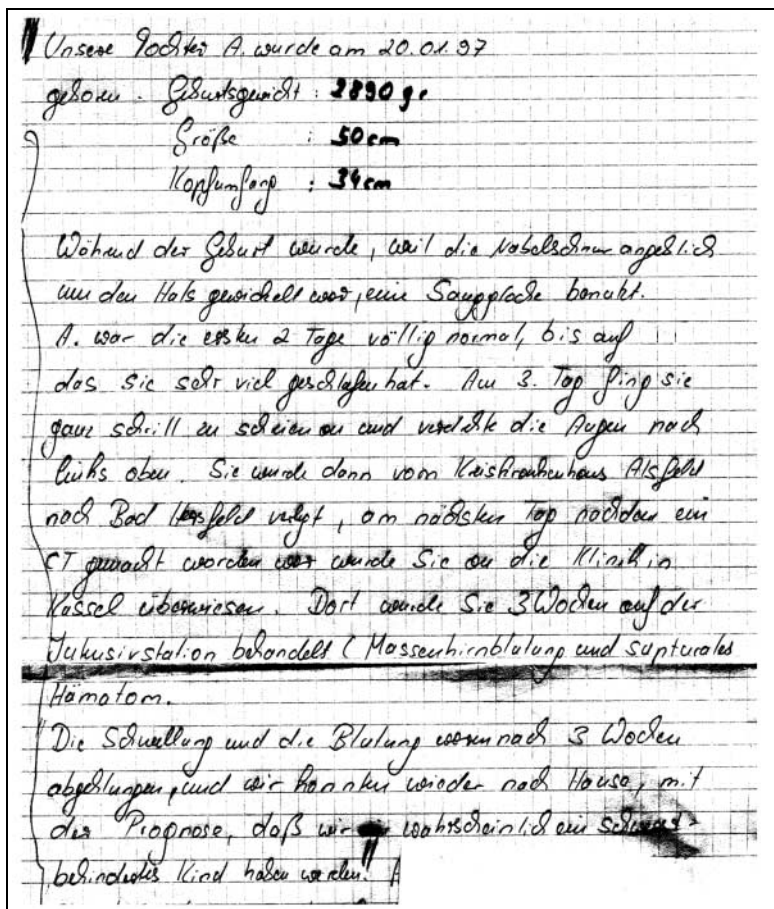 Unsere Tochter A. wurde am 20.01.97
geboren. Geburtsgewicht : 2890 gr
Größe : 50 cm
Kopfumfang : 34 cm
Während der Geburt wurde, weil die Nabelschnur angeblich
um den Hals gewickelt war, eine Saugglocke benutzt.
A. war die ersten 2 Tage völlig normal, bis auf
das sie sehr viel geschlafen hat. Am 3. Tag fing sie
ganz schrill zu schreien an und verdrehte die Augen nach
links oben. Sie wurde dann vom Kreiskrankenhaus Alsfeld
nach Bad Hersfeld verlegt, am nächsten Tag nachdem ein
CT gemacht worden war wurde Sie an die Klinik in
Kassel überwiesen. Dort wurde Sie 3 Wochen auf der
Intensivstation behandelt ( Massenhirnblutung und supturales
Hämatom.
Die Schwellung und die Blutung waren nach 3 Wochen
abgeklungen, und wir konnten wieder nach Hause, mit
der Prognose, daß wir wahrscheinlich ein schwerst-
behindertes Kind haben werden!